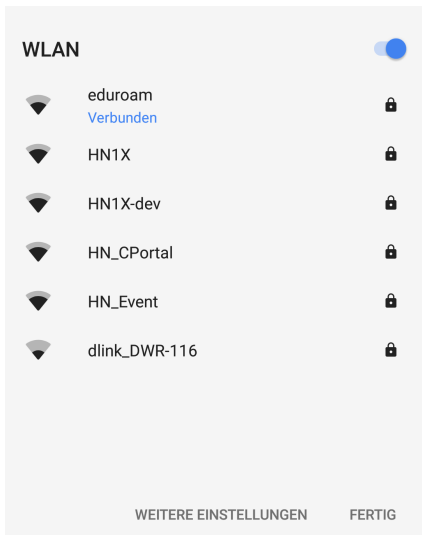 WLAN
eduroam
Verbunden
HN1X
HN1X-dev
HN_CPortal
HN_Event
dlink_DWR-116
WEITERE EINSTELLUNGEN FERTIG